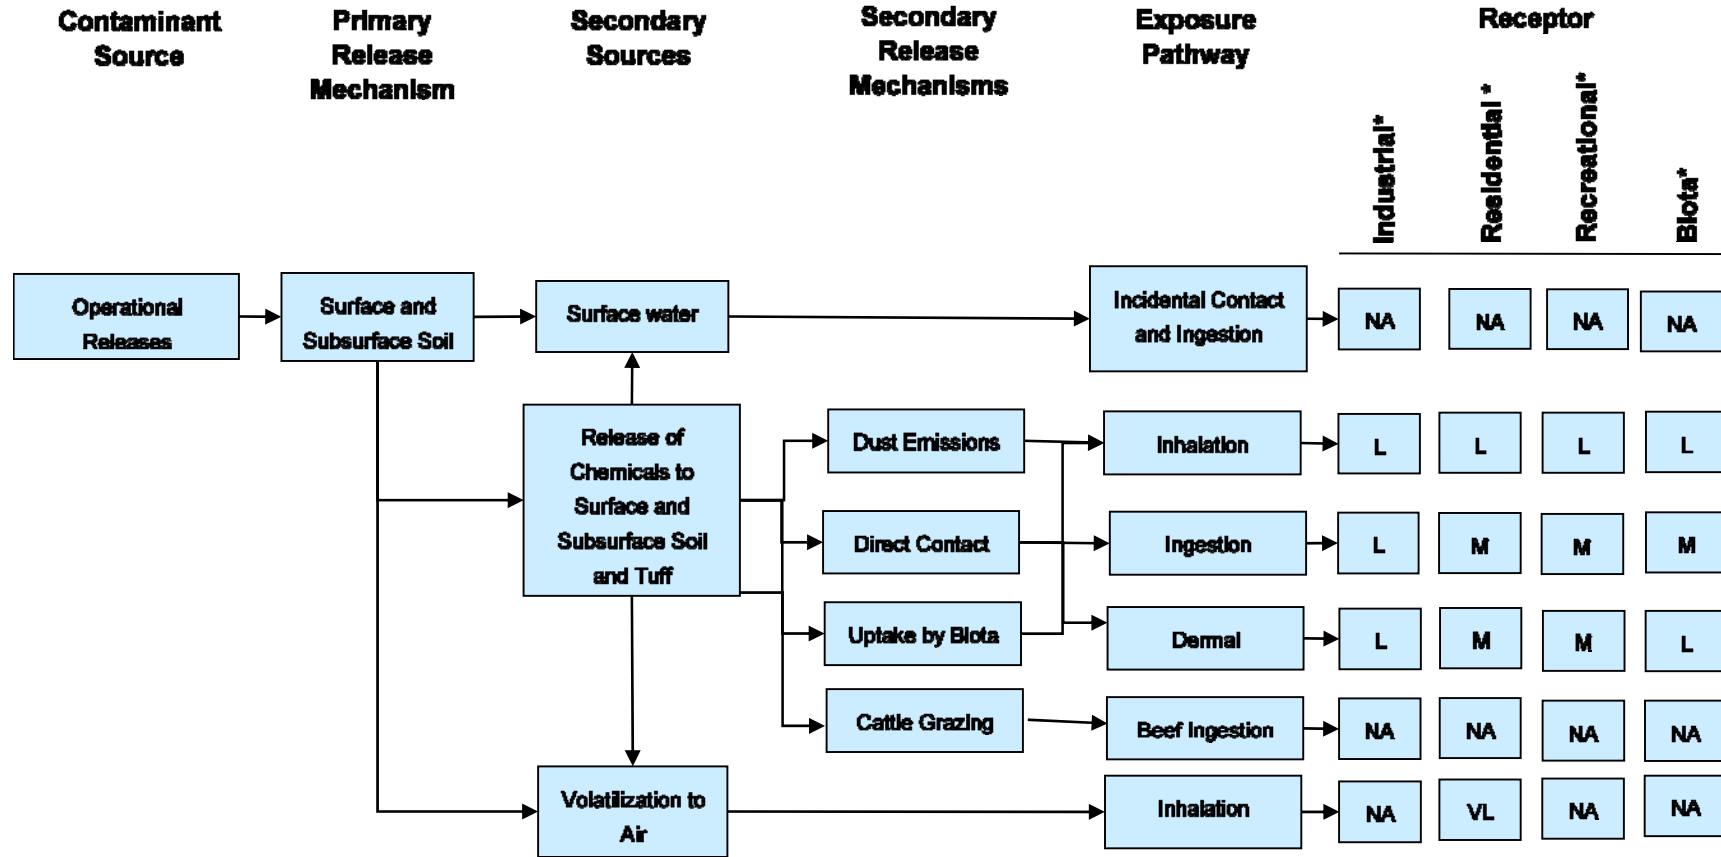 Contaminant
Source
Primary
Release
Mechanism
Secondary
Sources
Secondary
Release
Mechanisms
Exposure
Pathway
Receptor
Industrial*
Residential *
Recreational*
Biota*
Operational
Releases
Surface and
Subsurface Soil
Surface water
Incidental Contact
and Ingestion
NA
NA
NA
NA
Release of
Chemicals to
Surface and
Subsurface Soil
and Tuff
Dust Emissions
Inhalation
L
L
L
L
Direct Contact
Ingestion
L
M
M
M
Uptake by Biota
Dermal
L
M
M
L
Cattle Grazing
Beef Ingestion
NA
NA
NA
NA
Volatilization to
Air
Inhalation
NA
VL
NA
NA